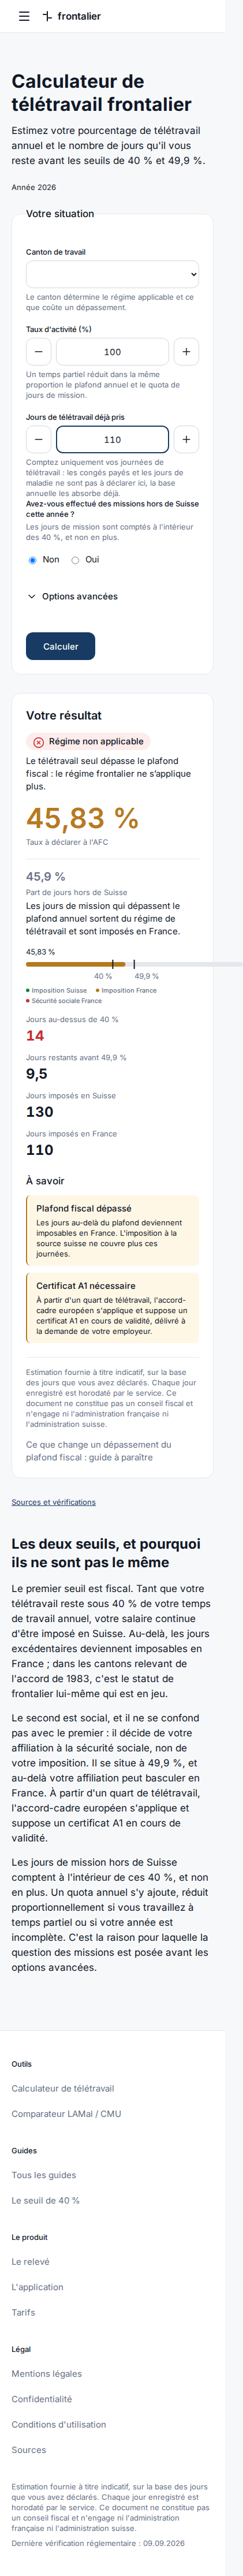 frontalier
Calculateur de
télétravail frontalier
Estimez votre pourcentage de télétravail
annuel et le nombre de jours qu'il vous
reste avant les seuils de 40 % et 49,9 %.
Année 2026
Votre situation
Canton de travail
Le canton détermine le régime applicable et ce
que coûte un dépassement.
Taux d'activité (%)
100
Un temps partiel réduit dans la même
proportion le plafond annuel et le quota de
jours de mission.
Jours de télétravail déjà pris
110
Comptez uniquement vos journées de
télétravail : les congés payés et les jours de
maladie ne sont pas à déclarer ici, la base
annuelle les absorbe déjà.
Avez-vous effectué des missions hors de Suisse
cette année ?
Les jours de mission sont comptés à l'intérieur
des 40 %, et non en plus.
Non Oui
Options avancées
Calculer
Votre résultat
Régime non applicable
Le télétravail seul dépasse le plafond
fiscal : le régime frontalier ne s'applique
plus.
45,83 %
Taux à déclarer à l'AFC
45,9 %
Part de jours hors de Suisse
Les jours de mission qui dépassent le
plafond annuel sortent du régime de
télétravail et sont imposés en France.
45,83 %
40 % 49,9 %
Imposition Suisse Imposition France
Sécurité sociale France
Jours au-dessus de 40 %
14
Jours restants avant 49,9 %
9,5
Jours imposés en Suisse
130
Jours imposés en France
110
À savoir
Plafond fiscal dépassé
Les jours au-delà du plafond deviennent
imposables en France. L'imposition à la
source suisse ne couvre plus ces
journées.
Certificat A1 nécessaire
À partir d'un quart de télétravail, l'accord-
cadre européen s'applique et suppose un
certificat A1 en cours de validité, délivré à
la demande de votre employeur.
Estimation fournie à titre indicatif, sur la base
des jours que vous avez déclarés. Chaque jour
enregistré est horodaté par le service. Ce
document ne constitue pas un conseil fiscal et
n'engage ni l'administration française ni
l'administration suisse.
Ce que change un dépassement du
plafond fiscal : guide à paraître
Sources et vérifications
Les deux seuils, et pourquoi
ils ne sont pas le même
Le premier seuil est fiscal. Tant que votre
télétravail reste sous 40 % de votre temps
de travail annuel, votre salaire continue
d'être imposé en Suisse. Au-delà, les jours
excédentaires deviennent imposables en
France ; dans les cantons relevant de
l'accord de 1983, c'est le statut de
frontalier lui-même qui est en jeu.
Le second est social, et il ne se confond
pas avec le premier : il décide de votre
affiliation à la sécurité sociale, non de
votre imposition. Il se situe à 49,9 %, et
au-delà votre affiliation peut basculer en
France. À partir d'un quart de télétravail,
l'accord-cadre européen s'applique et
suppose un certificat A1 en cours de
validité.
Les jours de mission hors de Suisse
comptent à l'intérieur de ces 40 %, et non
en plus. Un quota annuel s'y ajoute, réduit
proportionnellement si vous travaillez à
temps partiel ou si votre année est
incomplète. C'est la raison pour laquelle la
question des missions est posée avant les
options avancées.
Outils
Calculateur de télétravail
Comparateur LAMal / CMU
Guides
Tous les guides
Le seuil de 40 %
Le produit
Le relevé
L'application
Tarifs
Légal
Mentions légales
Confidentialité
Conditions d'utilisation
Sources
Estimation fournie à titre indicatif, sur la base des jours
que vous avez déclarés. Chaque jour enregistré est
horodaté par le service. Ce document ne constitue pas
un conseil fiscal et n'engage ni l'administration
française ni l'administration suisse.
Dernière vérification réglementaire : 09.09.2026